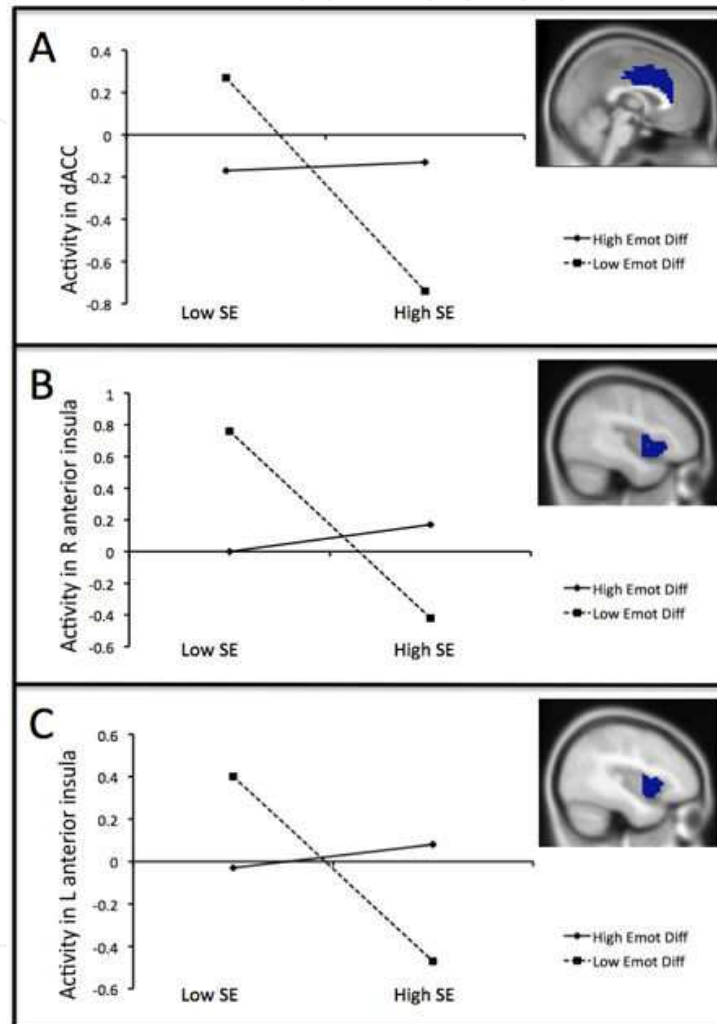 A
Activity in dACC
0.4
0.2
0
-0.2
-0.4
-0.6
-0.8
Low SE
High SE
High Emot Diff
Low Emot Diff
B
Activity in R anterior insula
1
0.8
0.6
0.4
0.2
0
-0.2
-0.4
-0.6
Low SE
High SE
High Emot Diff
Low Emot Diff
C
Activity in L anterior insula
0.6
0.4
0.2
0
-0.2
-0.4
-0.6
Low SE
High SE
High Emot Diff
Low Emot Diff